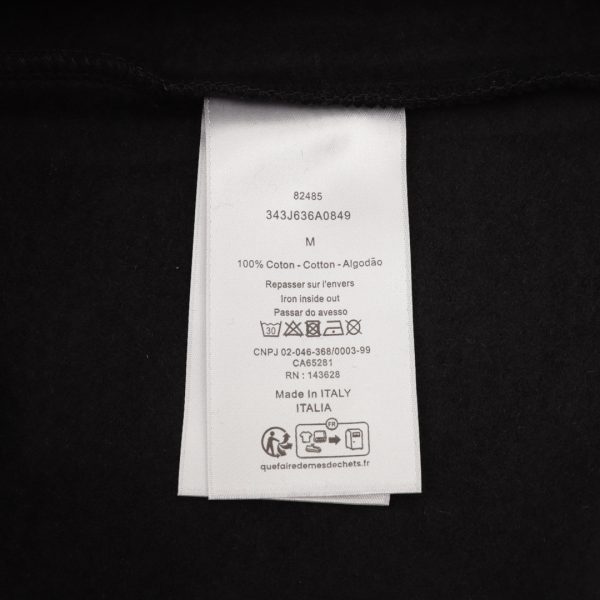 82485
343J636A0849
M
100% Coton - Cotton - Algodão
Repasser sur l'envers
Iron inside out
Passar do avesso
30
CNPJ 02-046-368/0003-99
CA65281
RN : 143628
Made In ITALY
ITALIA
FR
quefairedemesdechets.fr